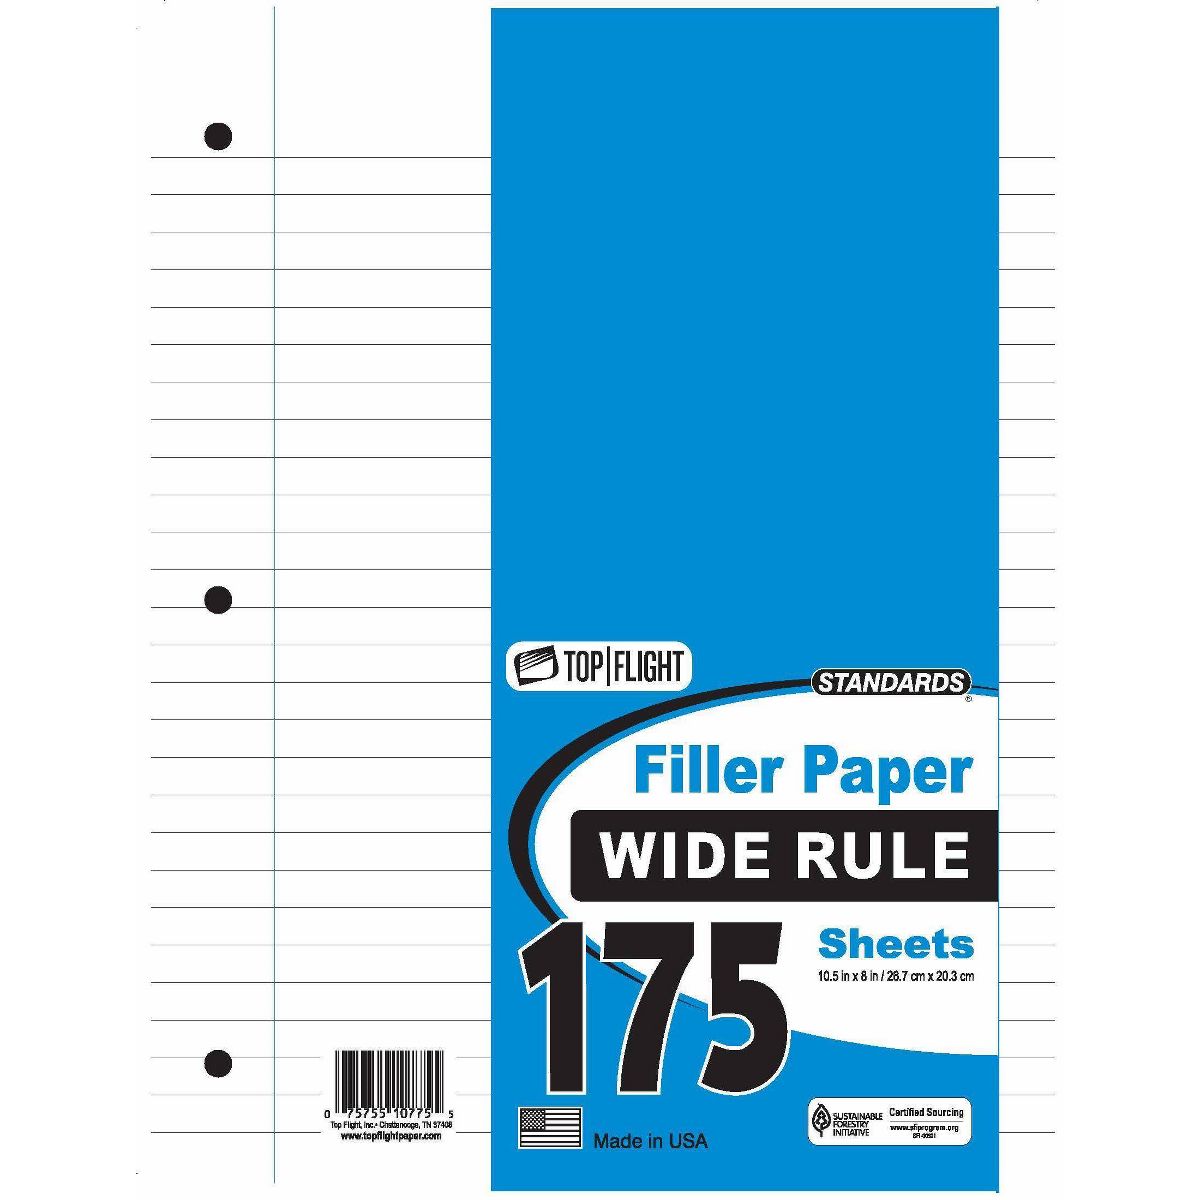 TOP|FLIGHT
STANDARDS
®
Filler Paper
WIDE RULE
175
Sheets
10.5 in x 8 in / 26.7 cm x 20.3 cm
0 75755 10775 5
Top Flight, Inc. • Chattanooga, TN 37406
www.topflightpaper.com
Made in USA
SUSTAINABLE
FORESTRY
INITIATIVE
Certified Sourcing
www.sfiprogram.org